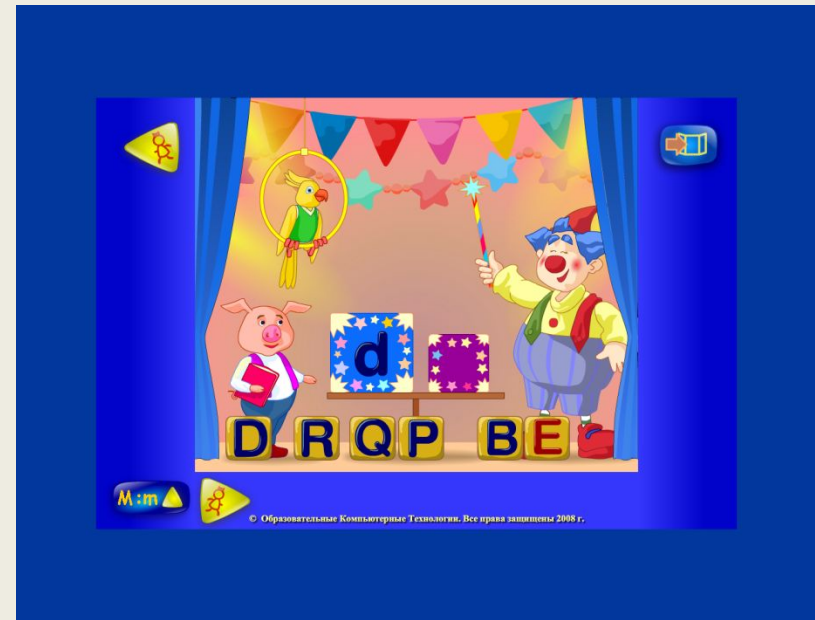 d
D R Q P B E
M:m
© Образовательные Компьютерные Технологии. Все права защищены 2008 г.